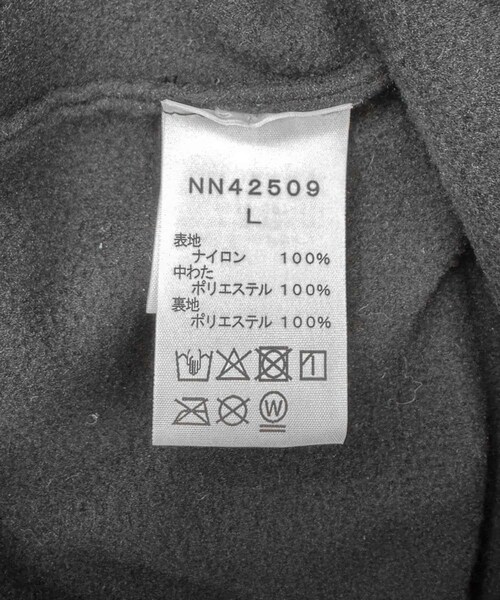 NN42509
L
表地
ナイロン 100%
中わた
ポリエステル 100%
裏地
ポリエステル 100%
W